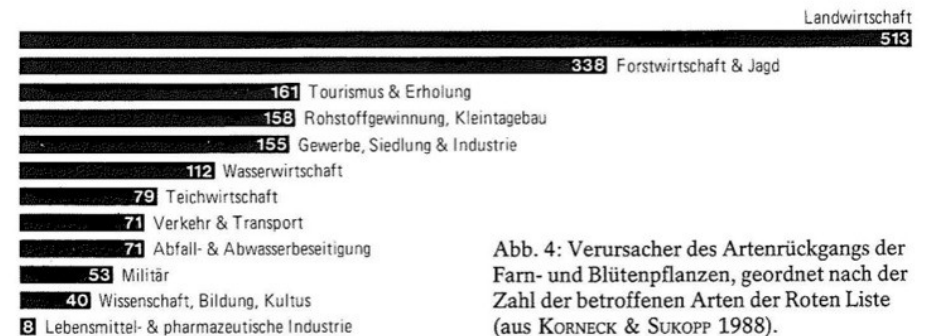 Landwirtschaft
513
338 Forstwirtschaft & Jagd
161 Tourismus & Erholung
158 Rohstoffgewinnung, Kleintagebau
155 Gewerbe, Siedlung & Industrie
112 Wasserwirtschaft
79 Teichwirtschaft
71 Verkehr & Transport
71 Abfall- & Abwasserbeseitigung
53 Militär
40 Wissenschaft, Bildung, Kultus
8 Lebensmittel- & pharmazeutische Industrie
Abb. 4: Verursacher des Artenrückgangs der
Farn- und Blütenpflanzen, geordnet nach der
Zahl der betroffenen Arten der Roten Liste
(aus KORNECK & SUKOPP 1988).